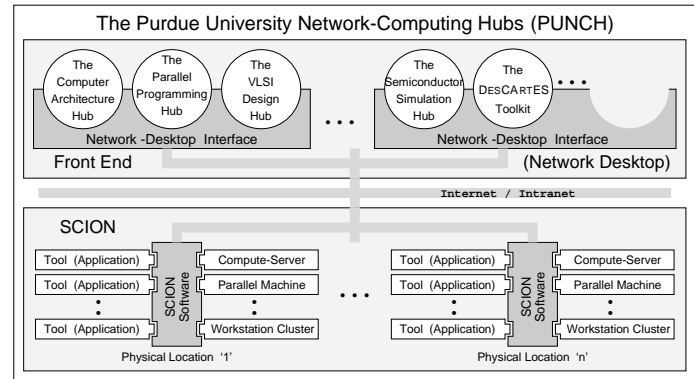 The Purdue University Network-Computing Hubs (PUNCH)
The
Computer
Architecture
Hub
The
Parallel
Programming
Hub
The
VLSI
Design
Hub
The
Semiconductor
Simulation
Hub
The
DESCARTES
Toolkit
Network -Desktop Interface
Network -Desktop Interface
Front End
(Network Desktop)
Internet / Intranet
SCION
Tool (Application)
Tool (Application)
Tool (Application)
SCION
Software
Compute-Server
Parallel Machine
Workstation Cluster
Tool (Application)
Tool (Application)
Tool (Application)
SCION
Software
Compute-Server
Parallel Machine
Workstation Cluster
Physical Location '1'
Physical Location 'n'